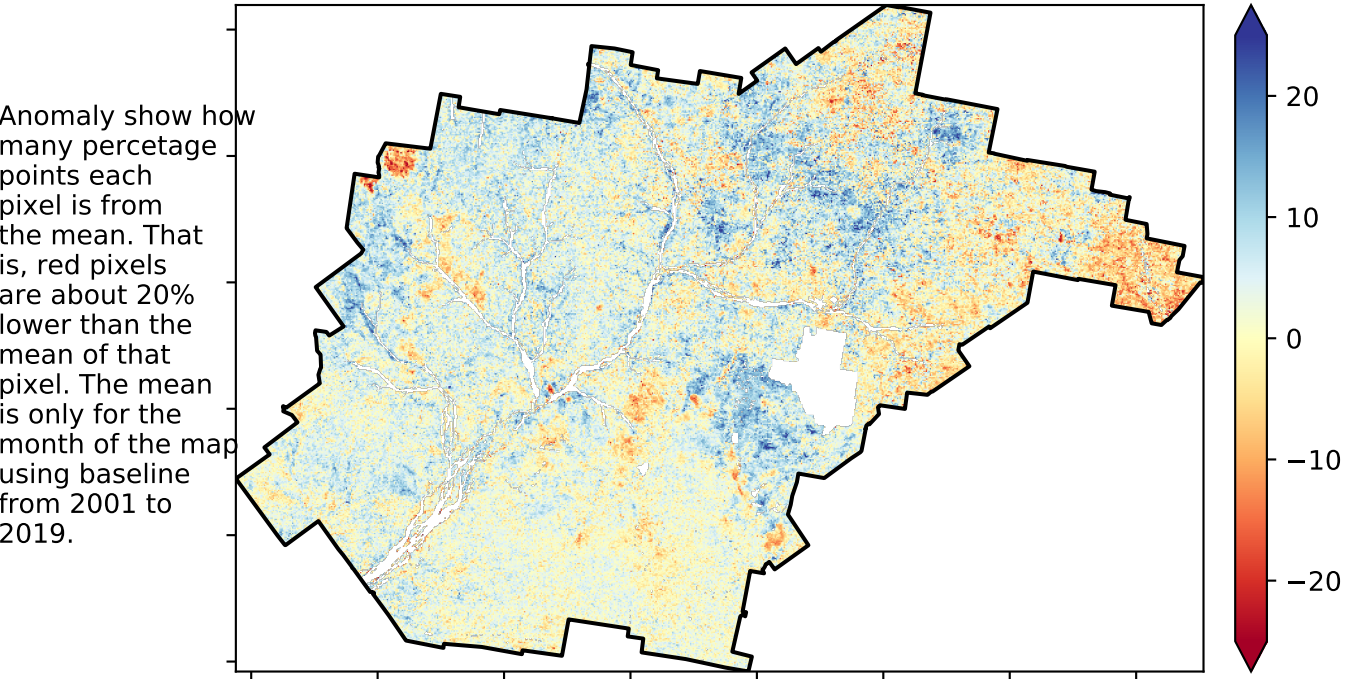 Anomaly show how
many percetage
points each
pixel is from
the mean. That
is, red pixels
are about 20%
lower than the
mean of that
pixel. The mean
is only for the
month of the map
using baseline
from 2001 to
2019.
20
10
0
−10
−20